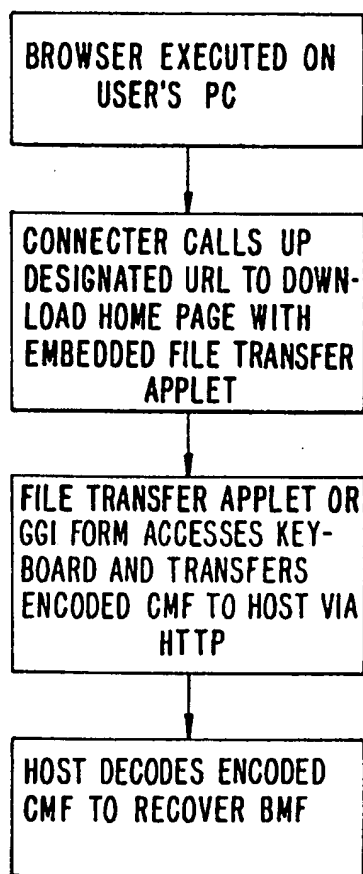 BROWSER EXECUTED ON
USER'S PC
CONNECTER CALLS UP
DESIGNATED URL TO DOWN-
LOAD HOME PAGE WITH
EMBEDDED FILE TRANSFER
APPLET
FILE TRANSFER APPLET OR
GGI FORM ACCESSES KEY-
BOARD AND TRANSFERS
ENCODED CMF TO HOST VIA
HTTP
HOST DECODES ENCODED
CMF TO RECOVER BMF